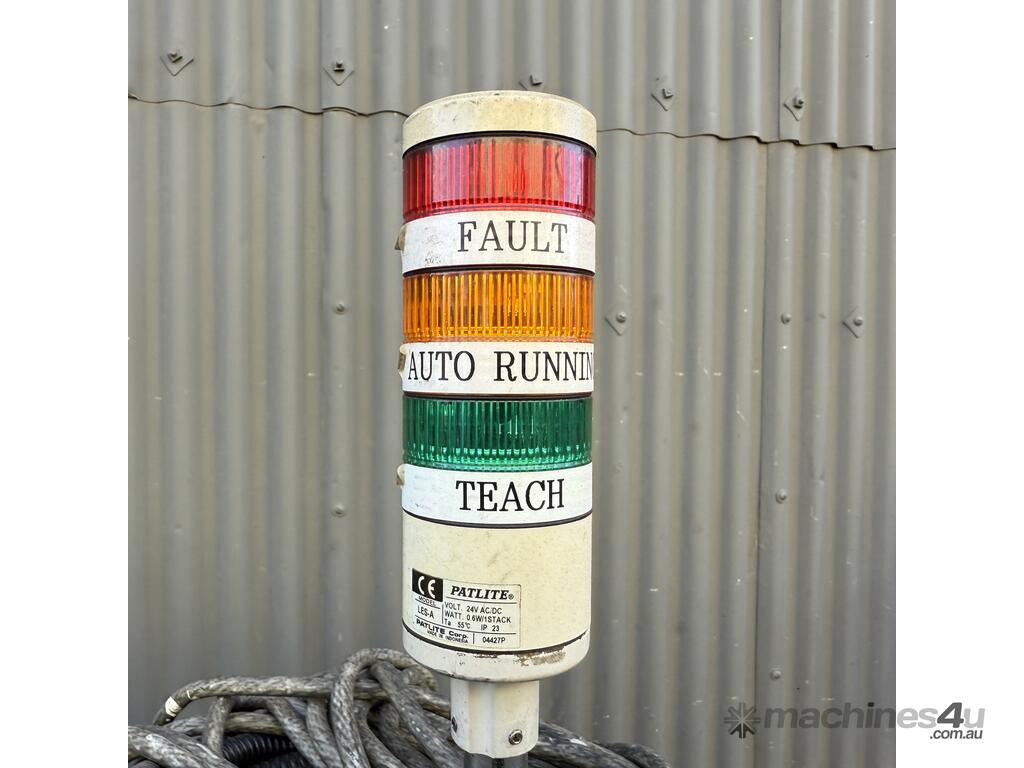 FAULT
AUTO RUNNIN
TEACH
CE PATLITE®
MODEL
LES-A
VOLT. 24V AC/DC
WATT. 0.6W/1STACK
Ta 55℃ IP 23
PATLITE Corp.
MADE IN INDONESIA
04427P
machines4u
.com.au